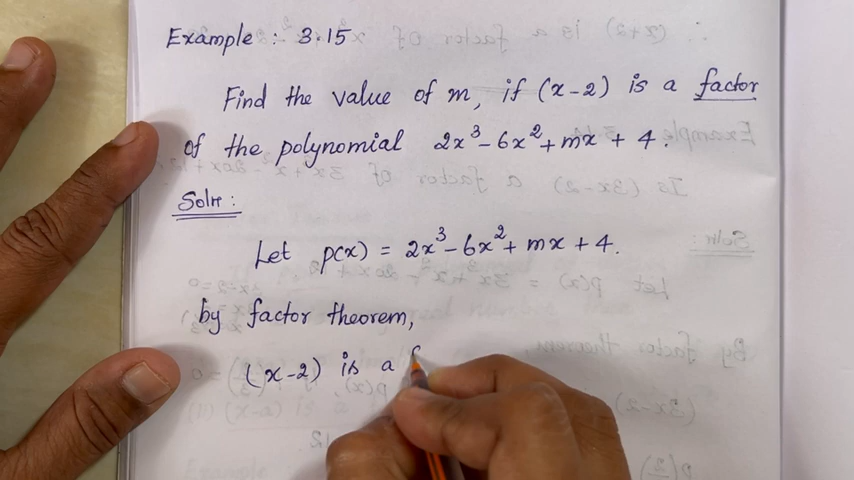 Example : 3.15
Find the value of m, if (x-2) is a factor
of the polynomial 2x³-6x²+mx+4.
Soln :
Let p(x) = 2x³-6x²+mx+4.
by factor theorem,
(x-2) is a